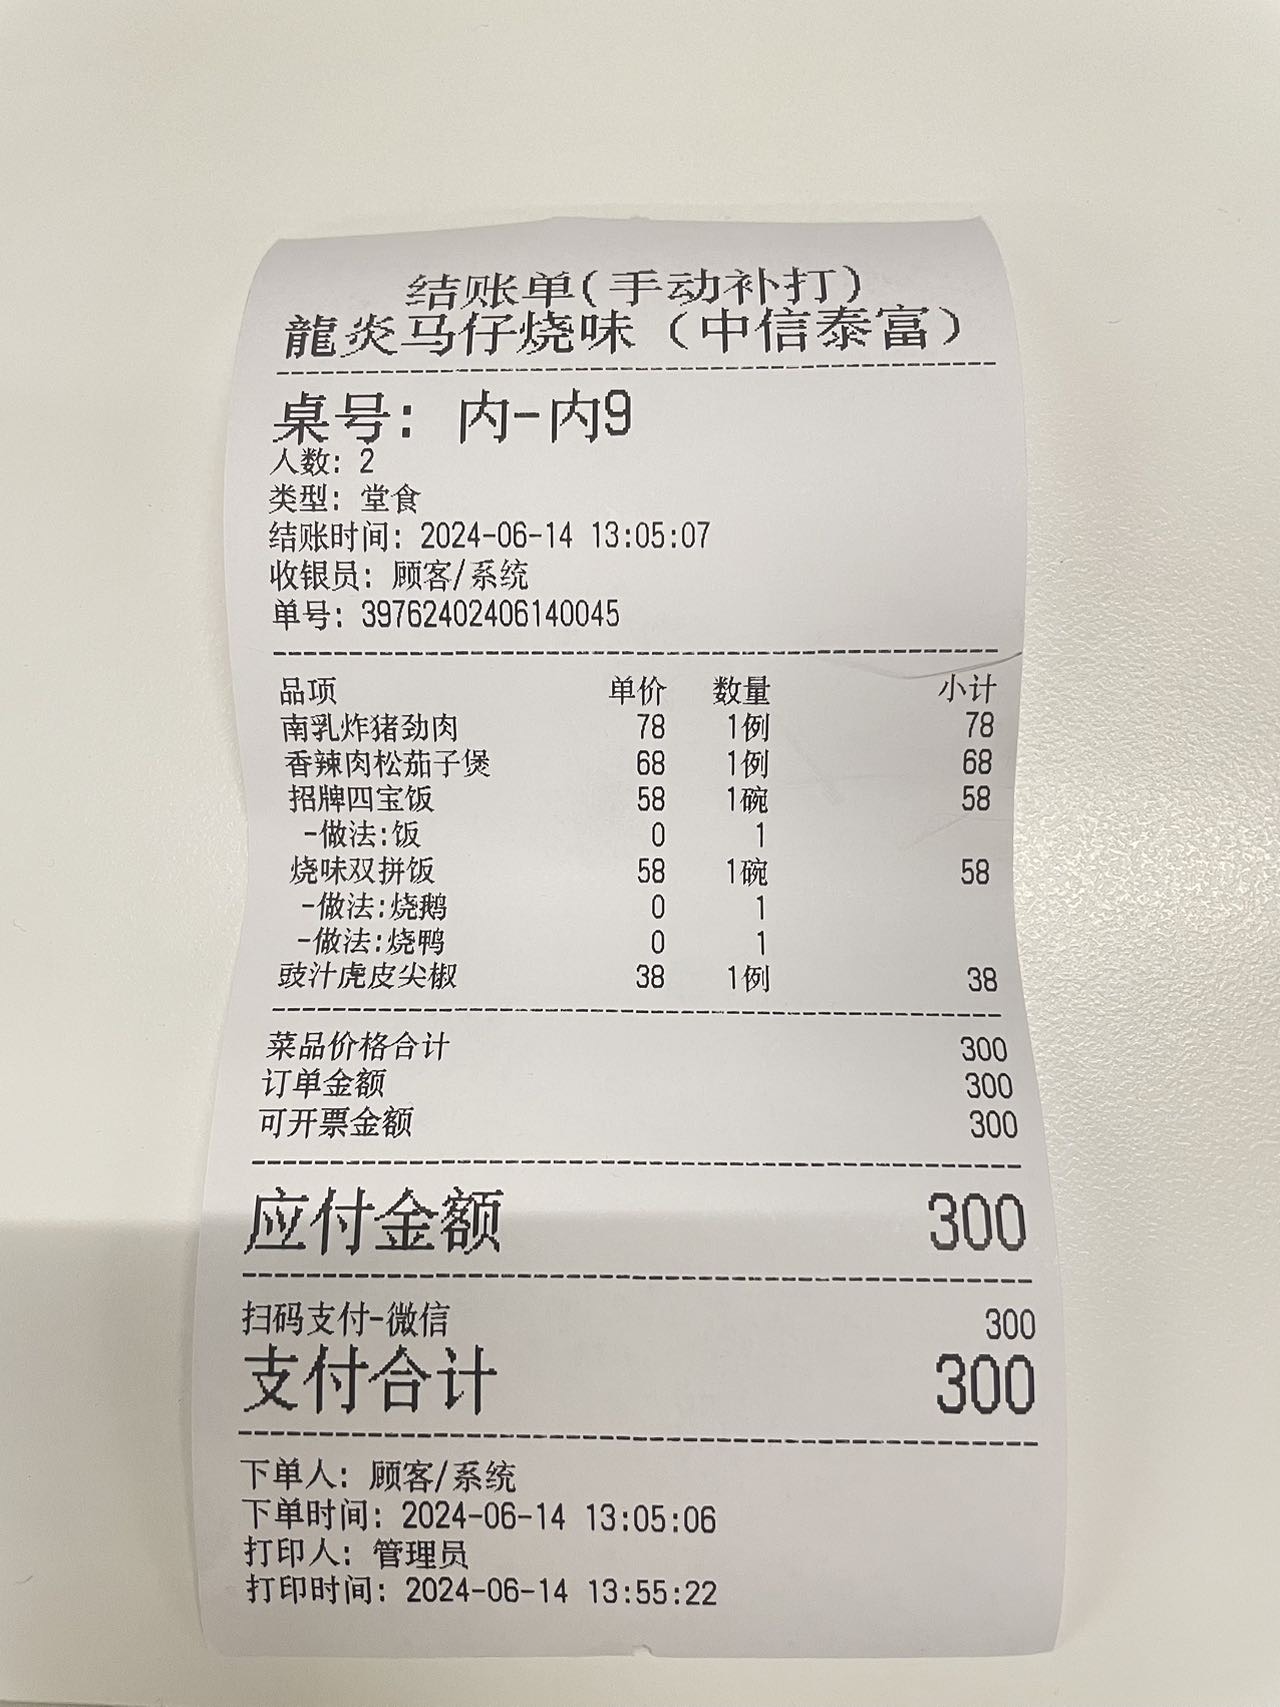 结账单(手动补打)
龍炎马仔烧味（中信泰富）
桌号: 内-内9
人数: 2
类型: 堂食
结账时间: 2024-06-14 13:05:07
收银员: 顾客/系统
单号: 39762402406140045
品项 单价 数量 小计
南乳炸猪劲肉 78 1例 78
香辣肉松茄子煲 68 1例 68
招牌四宝饭 58 1碗 58
-做法:饭 0 1
烧味双拼饭 58 1碗 58
-做法:烧鹅 0 1
-做法:烧鸭 0 1
豉汁虎皮尖椒 38 1例 38
菜品价格合计 300
订单金额 300
可开票金额 300
应付金额 300
扫码支付-微信 300
支付合计 300
下单人: 顾客/系统
下单时间: 2024-06-14 13:05:06
打印人: 管理员
打印时间: 2024-06-14 13:55:22